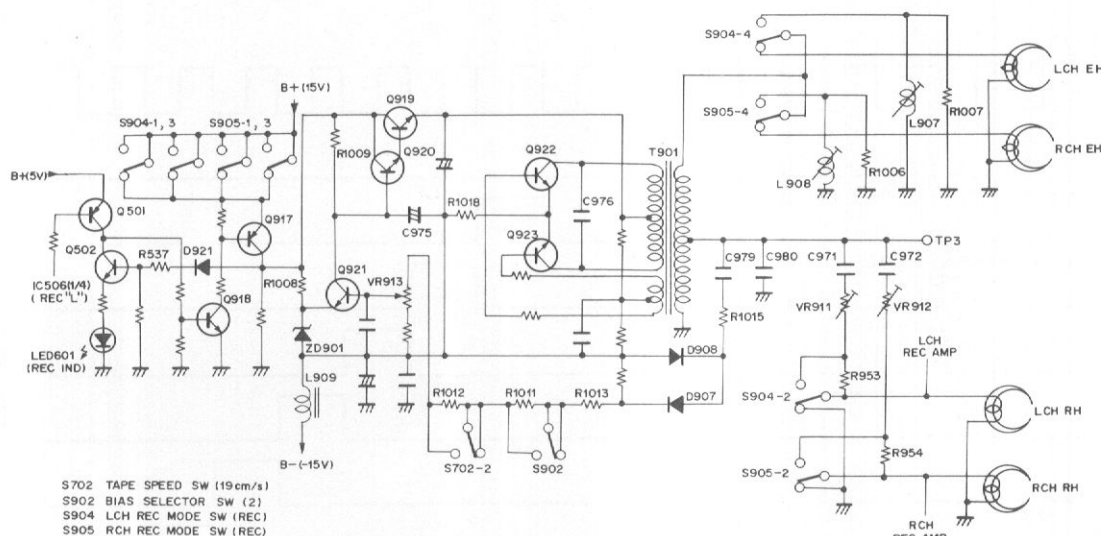 S904-4
LCH EH
S905-4
L907
R1007
RCH EH
L908
R1006
B+(15V)
S904-1, 3
S905-1, 3
Q919
R1009
Q920
Q922
T901
B+(5V)
Q501
Q917
R1018
C976
C975
Q923
TP3
Q502
R537
D921
R1008
Q921
VR913
C979
C980
C971
C972
IC506(1/4)
(REC"L")
Q918
VR911
VR912
R1015
LED601
(REC IND)
ZD901
D908
LCH
REC AMP
L909
R1012
R1011
R1013
D907
R953
S904-2
LCH RH
B-(-15V)
S702-2
S902
R954
S905-2
RCH RH
RCH
REC AMP
S702 TAPE SPEED SW (19cm/s)
S902 BIAS SELECTOR SW (2)
S904 LCH REC MODE SW (REC)
S905 RCH REC MODE SW (REC)